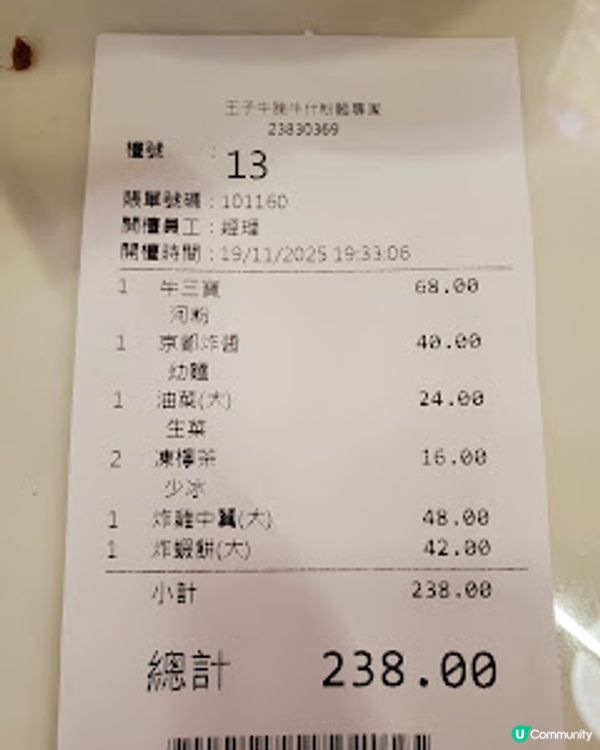 王子牛腩牛什粉麵專家
23830369
檯號 : 13
賬單號碼 : 101160
開檯員工 : 經理
開檯時間 : 19/11/2025 19:33:06
1 牛三寶 68.00
河粉
1 京都炸醬 40.00
幼麵
1 油菜(大) 24.00
生菜
2 凍檸茶 16.00
少冰
1 炸雞中翼(大) 48.00
1 炸蝦餅(大) 42.00
小計 238.00
總計 238.00
U Community